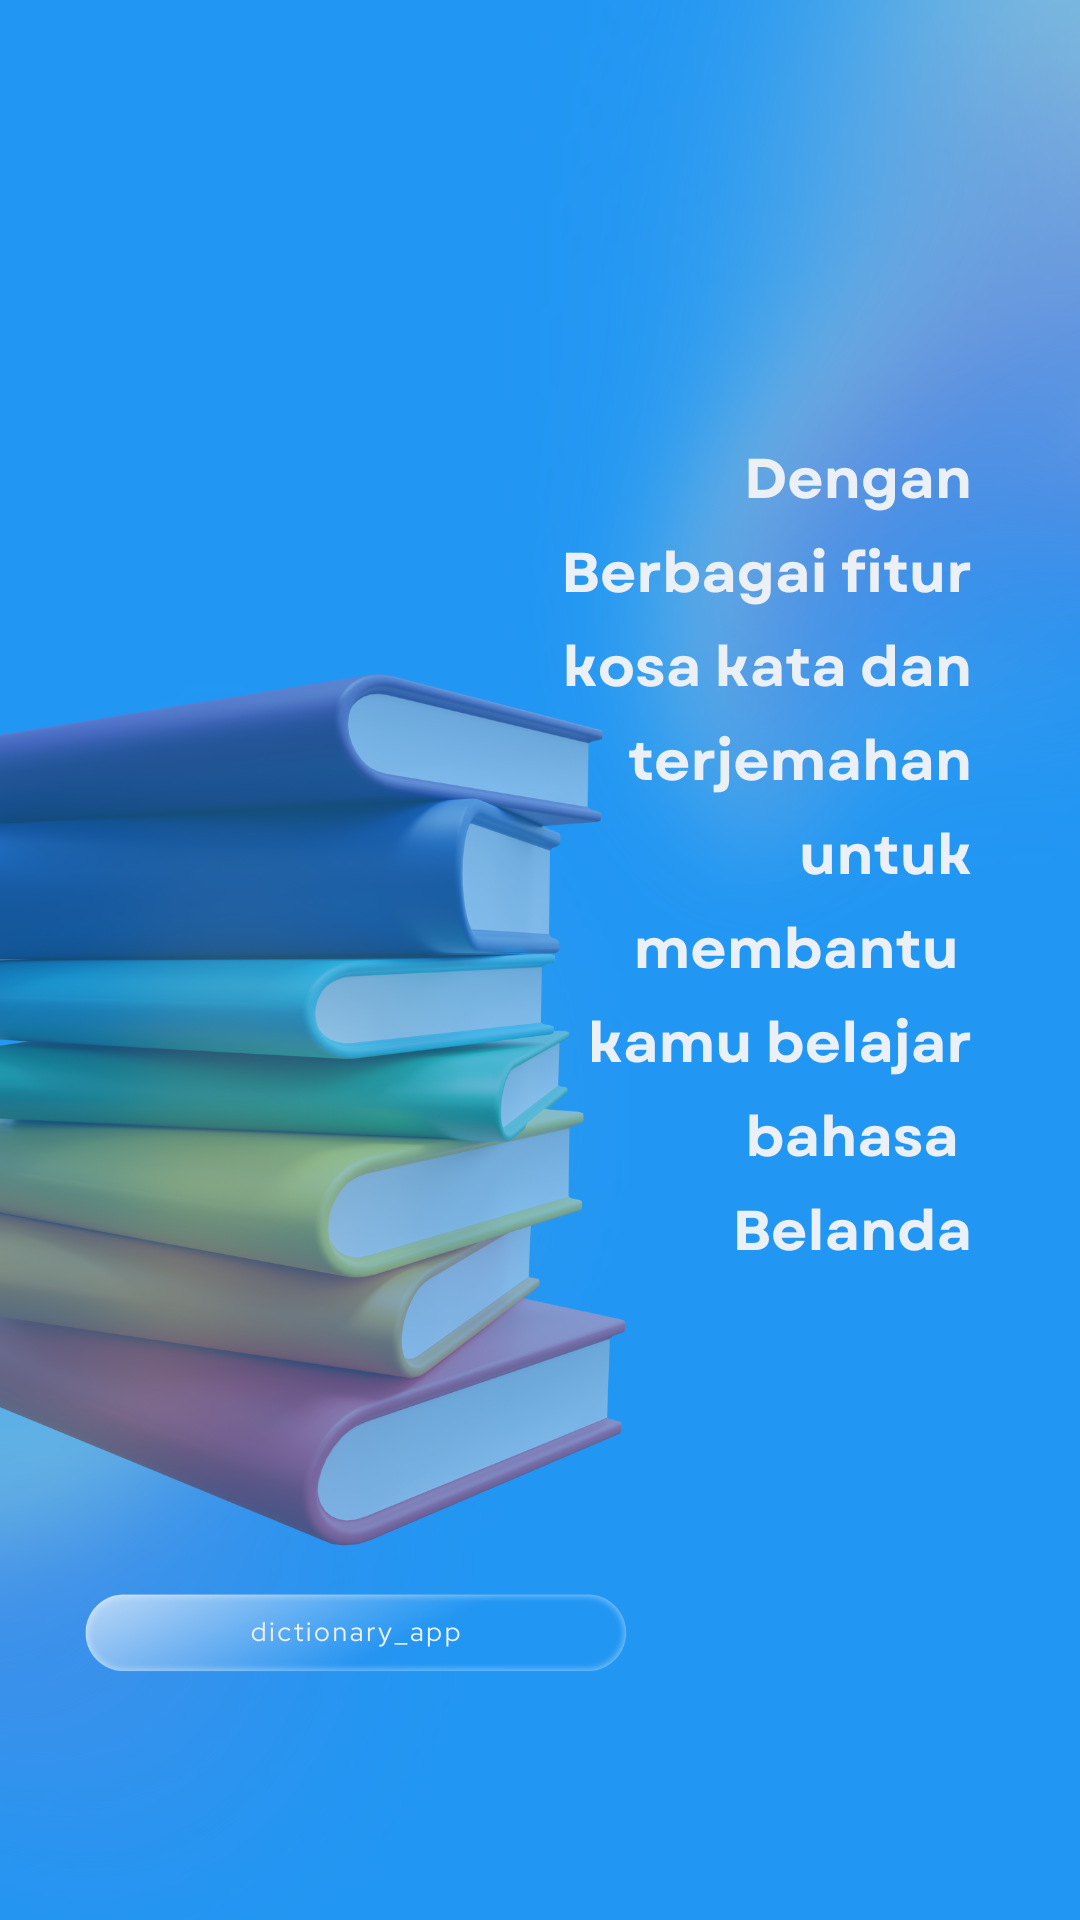 Dengan
Berbagai fitur
kosa kata dan
terjemahan
untuk
membantu
kamu belajar
bahasa
Belanda
dictionary_app